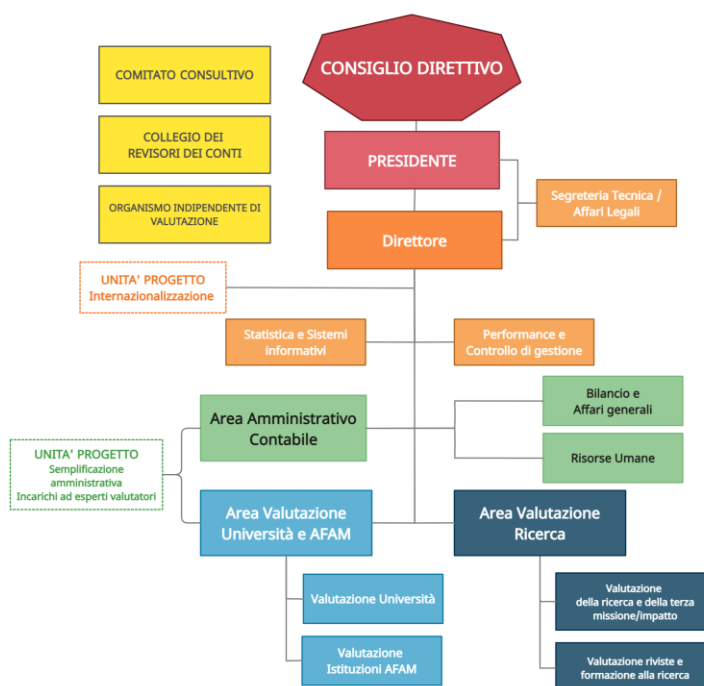 CONSIGLIO DIRETTIVO
COMITATO CONSULTIVO
COLLEGIO DEI
REVISORI DEI CONTI
PRESIDENTE
ORGANISMO INDIPENDENTE DI
VALUTAZIONE
Segreteria Tecnica /
Affari Legali
Direttore
UNITA' PROGETTO
Internazionalizzazione
Statistica e Sistemi
informativi
Performance e
Controllo di gestione
Area Amministrativo
Contabile
Bilancio e
Affari generali
Risorse Umane
UNITA' PROGETTO
Semplificazione
amministrativa
Incarichi ad esperti valutatori
Area Valutazione
Università e AFAM
Area Valutazione
Ricerca
Valutazione Università
Valutazione
Istituzioni AFAM
Valutazione
della ricerca e della terza
missione/impatto
Valutazione riviste e
formazione alla ricerca